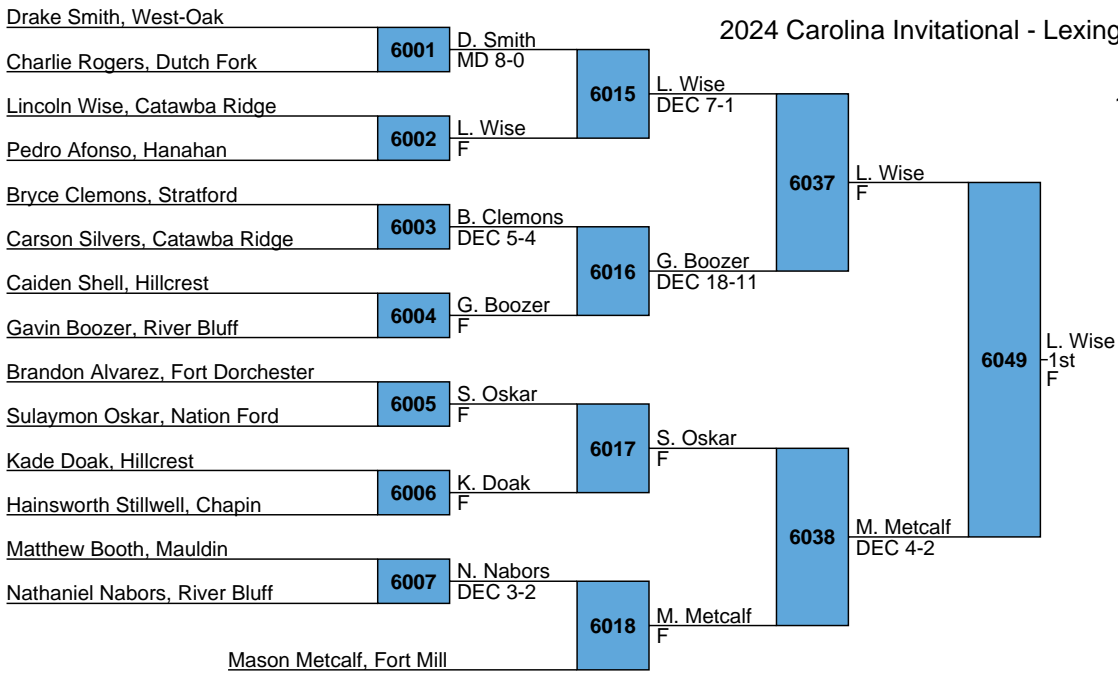 2024 Carolina Invitational - Lexing
Drake Smith, West-Oak
6001
D. Smith
MD 8-0
Charlie Rogers, Dutch Fork
6015
L. Wise
DEC 7-1
Lincoln Wise, Catawba Ridge
6002
L. Wise
F
Pedro Afonso, Hanahan
6037
L. Wise
F
Bryce Clemons, Stratford
6003
B. Clemons
DEC 5-4
Carson Silvers, Catawba Ridge
6016
G. Boozer
DEC 18-11
Caiden Shell, Hillcrest
6004
G. Boozer
F
Gavin Boozer, River Bluff
6049
L. Wise
1st
F
Brandon Alvarez, Fort Dorchester
6005
S. Oskar
F
Sulaymon Oskar, Nation Ford
6017
S. Oskar
F
Kade Doak, Hillcrest
6006
K. Doak
F
Hainsworth Stillwell, Chapin
6038
M. Metcalf
DEC 4-2
Matthew Booth, Mauldin
6007
N. Nabors
DEC 3-2
Nathaniel Nabors, River Bluff
6018
M. Metcalf
F
Mason Metcalf, Fort Mill